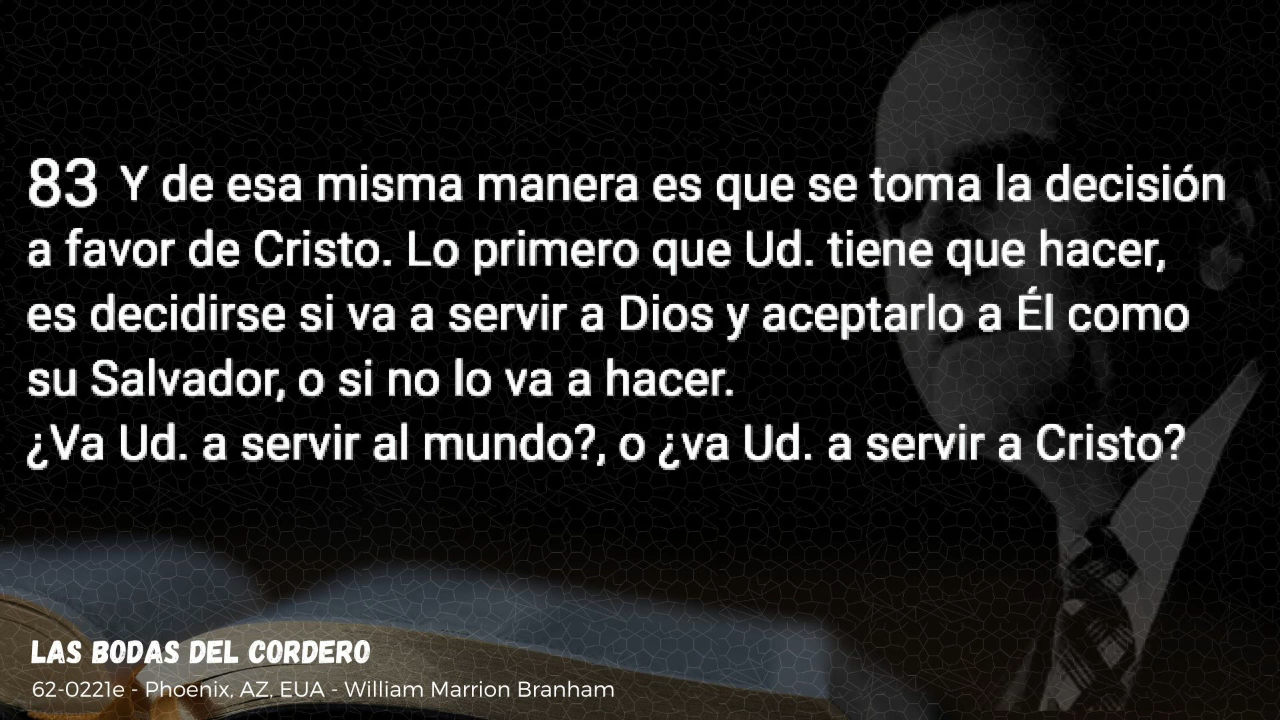 83 Y de esa misma manera es que se toma la decisión
a favor de Cristo. Lo primero que Ud. tiene que hacer,
es decidirse si va a servir a Dios y aceptarlo a Él como
su Salvador, o si no lo va a hacer.
¿Va Ud. a servir al mundo?, o ¿va Ud. a servir a Cristo?
LAS BODAS DEL CORDERO
62-0221e - Phoenix, AZ, EUA - William Marrion Branham